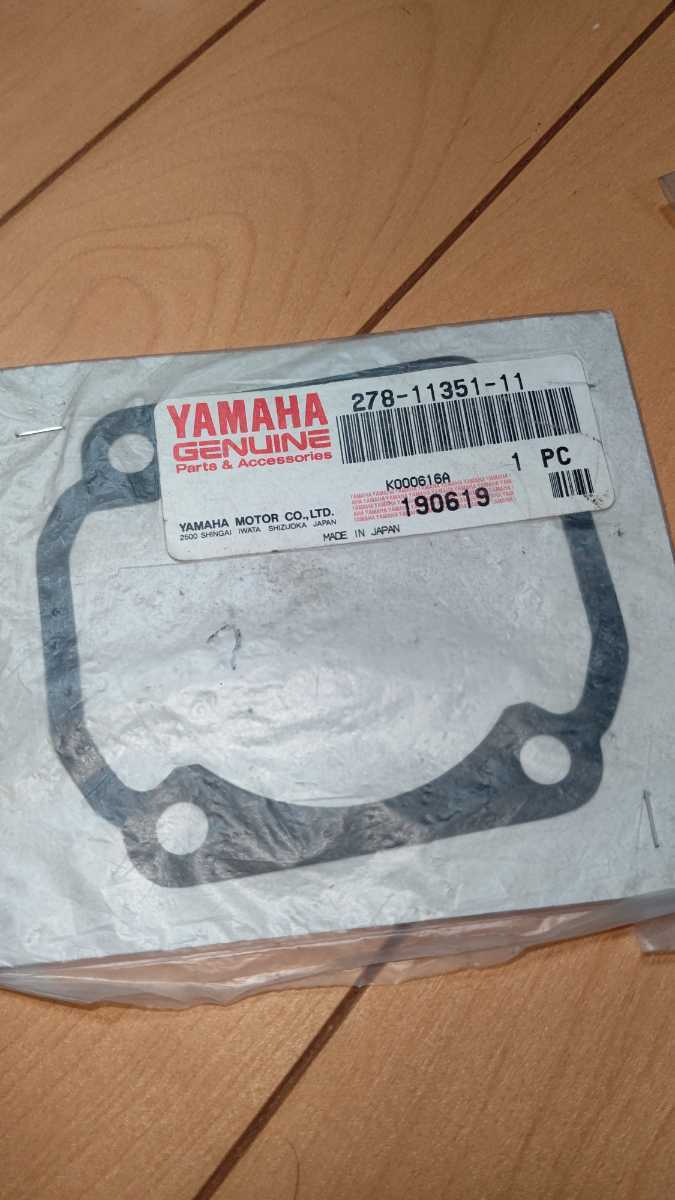 YAMAHA
GENUINE
Parts & Accessories
278-11351-11
1 PC
K000616A
190619
YAMAHA MOTOR CO.,LTD.
2500 SHINGAI IWATA SHIZUOKA JAPAN
MADE IN JAPAN
?